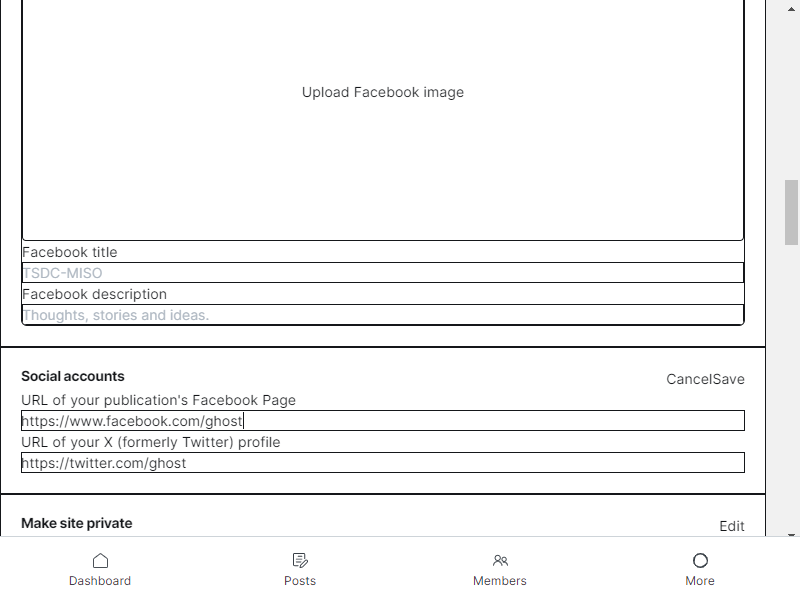 Upload Facebook image
Facebook title
TSDC-MISO
Facebook description
Thoughts, stories and ideas.
Social accounts
CancelSave
URL of your publication's Facebook Page
https://www.facebook.com/ghost
URL of your X (formerly Twitter) profile
https://twitter.com/ghost
Make site private
Edit
Dashboard
Posts
Members
More